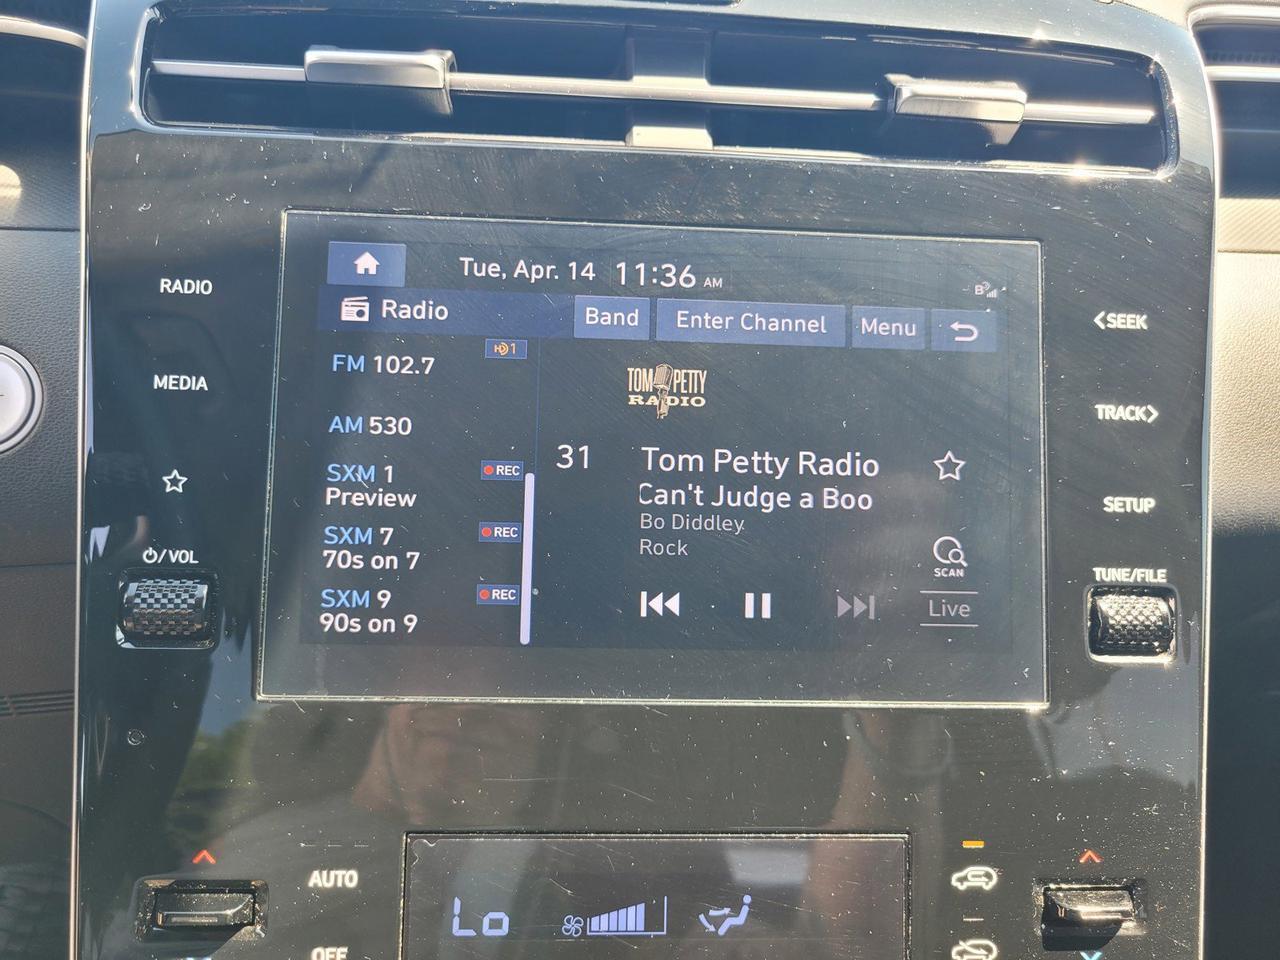 Tue, Apr. 14 11:36 AM
B
Radio
Band
Enter Channel
Menu
FM 102.7
HD1
AM 530
SXM 1
REC
Preview
SXM 7
REC
70s on 7
SXM 9
REC
90s on 9
TOM PETTY
RADIO
31
Tom Petty Radio
Can't Judge a Boo
Bo Diddley
Rock
SCAN
Live
RADIO
MEDIA
/VOL
<SEEK
TRACK>
SETUP
TUNE/FILE
AUTO
OFF
Lo